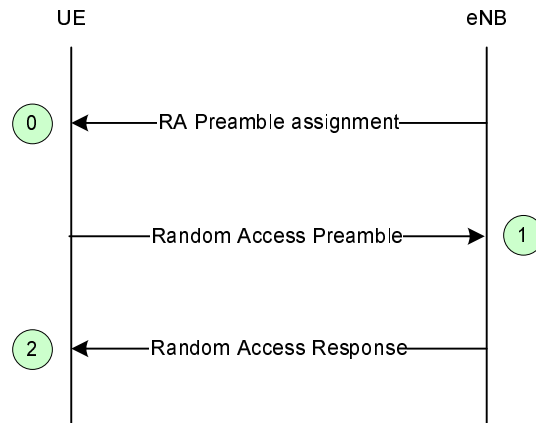 UE
eNB
0
RA Preamble assignment
Random Access Preamble
1
2
Random Access Response